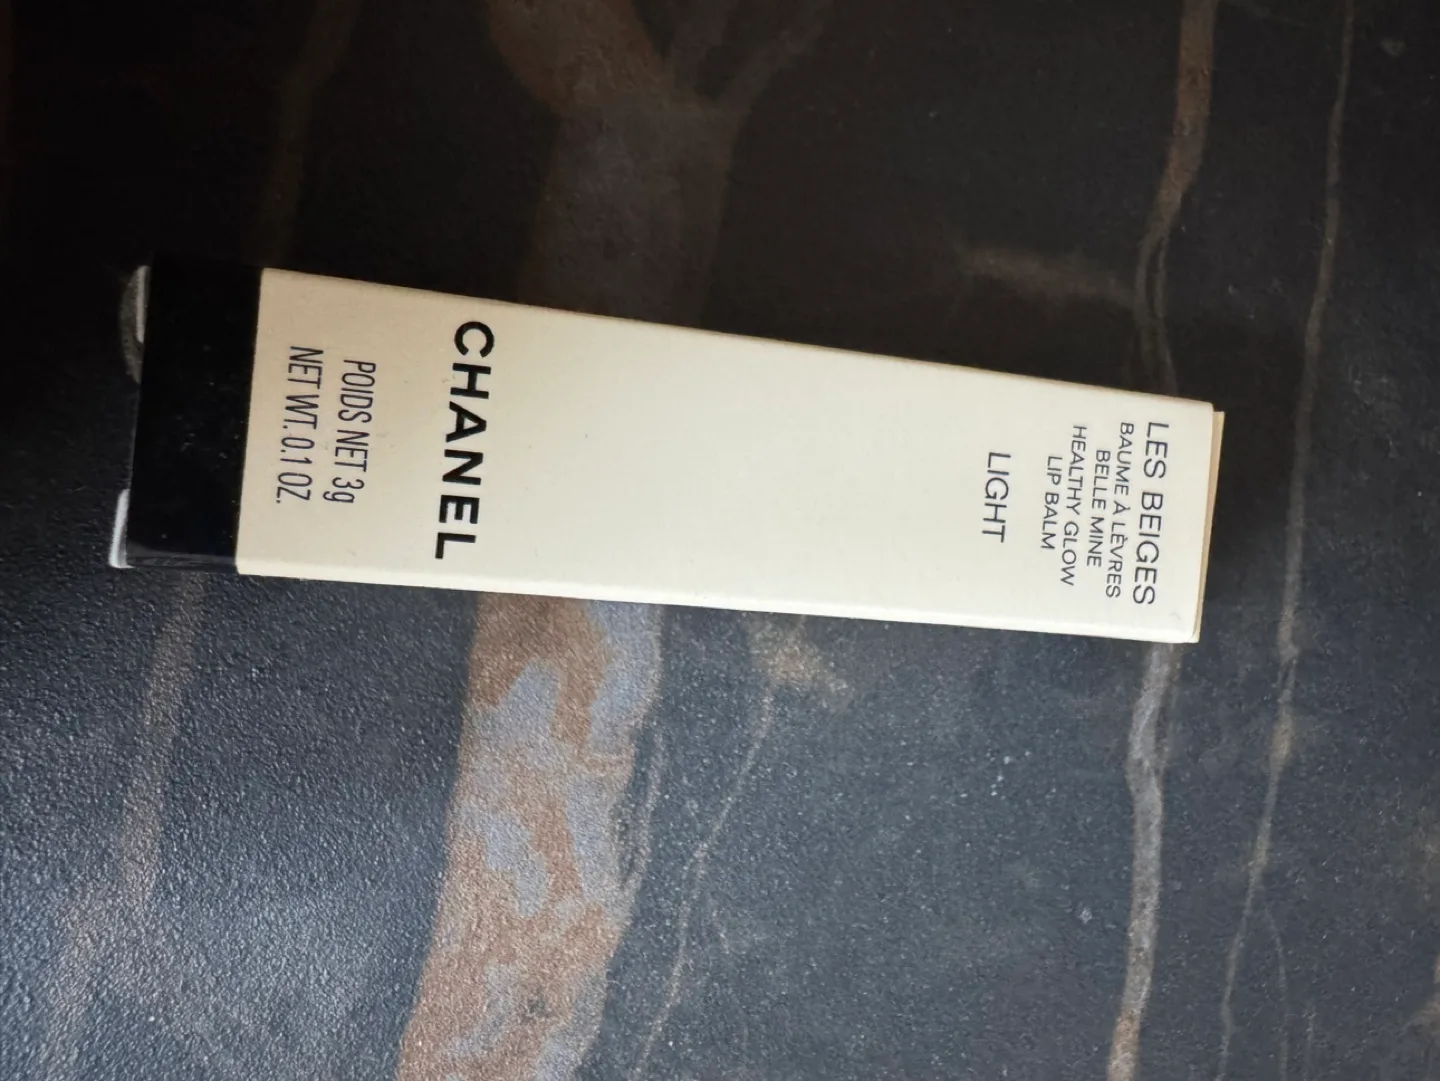 LES BEIGES
BAUME À LÈVRES
BELLE MINE
HEALTHY GLOW
LIP BALM
LIGHT
CHANEL
POIDS NET 3g
NET WT. 0.1 OZ.